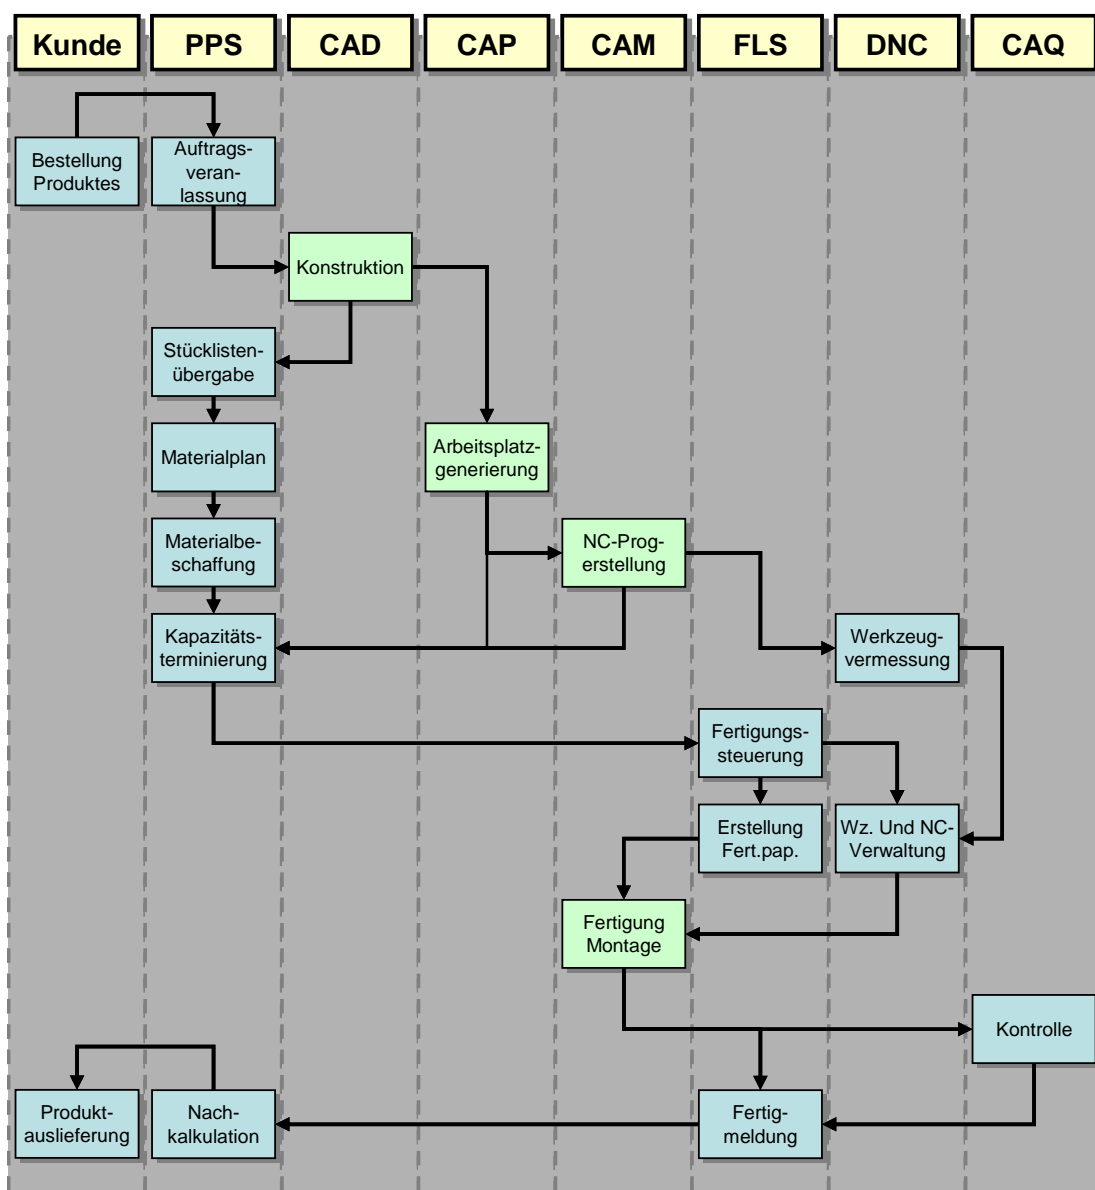 Kunde PPS CAD CAP CAM FLS DNC CAQ
Bestellung
Produktes
Auftrags-
veran-
lassung
Konstruktion
Stücklisten-
übergabe
Materialplan
Arbeitsplatz-
generierung
Materialbe-
schaffung
NC-Prog-
erstellung
Kapazitäts-
terminierung
Werkzeug-
vermessung
Fertigungs-
steuerung
Erstellung
Fert.pap.
Wz. Und NC-
Verwaltung
Fertigung
Montage
Kontrolle
Produkt-
auslieferung
Nach-
kalkulation
Fertig-
meldung